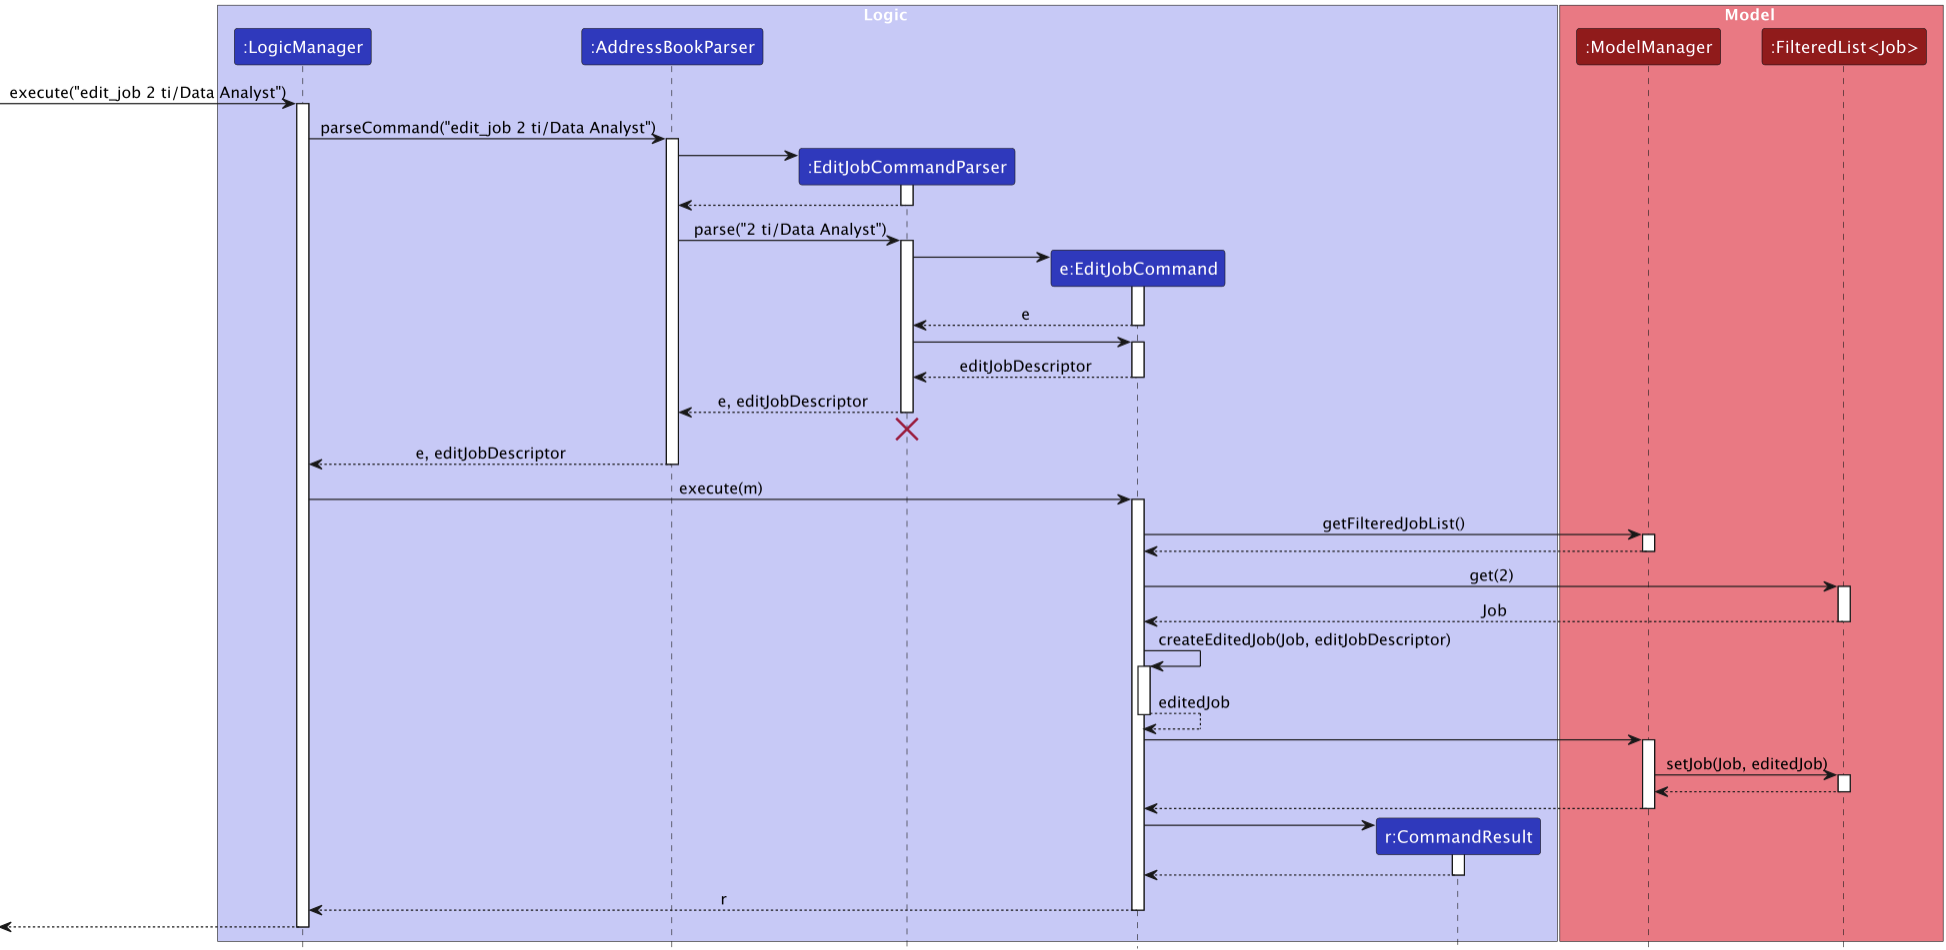 Logic
Model
:LogicManager
:AddressBookParser
:ModelManager
:FilteredList<Job>
execute("edit_job 2 ti/Data Analyst")
parseCommand("edit_job 2 ti/Data Analyst")
:EditJobCommandParser
parse("2 ti/Data Analyst")
e:EditJobCommand
e
editJobDescriptor
e, editJobDescriptor
e, editJobDescriptor
execute(m)
getFilteredJobList()
get(2)
Job
createEditedJob(Job, editJobDescriptor)
editedJob
setJob(Job, editedJob)
r:CommandResult
r